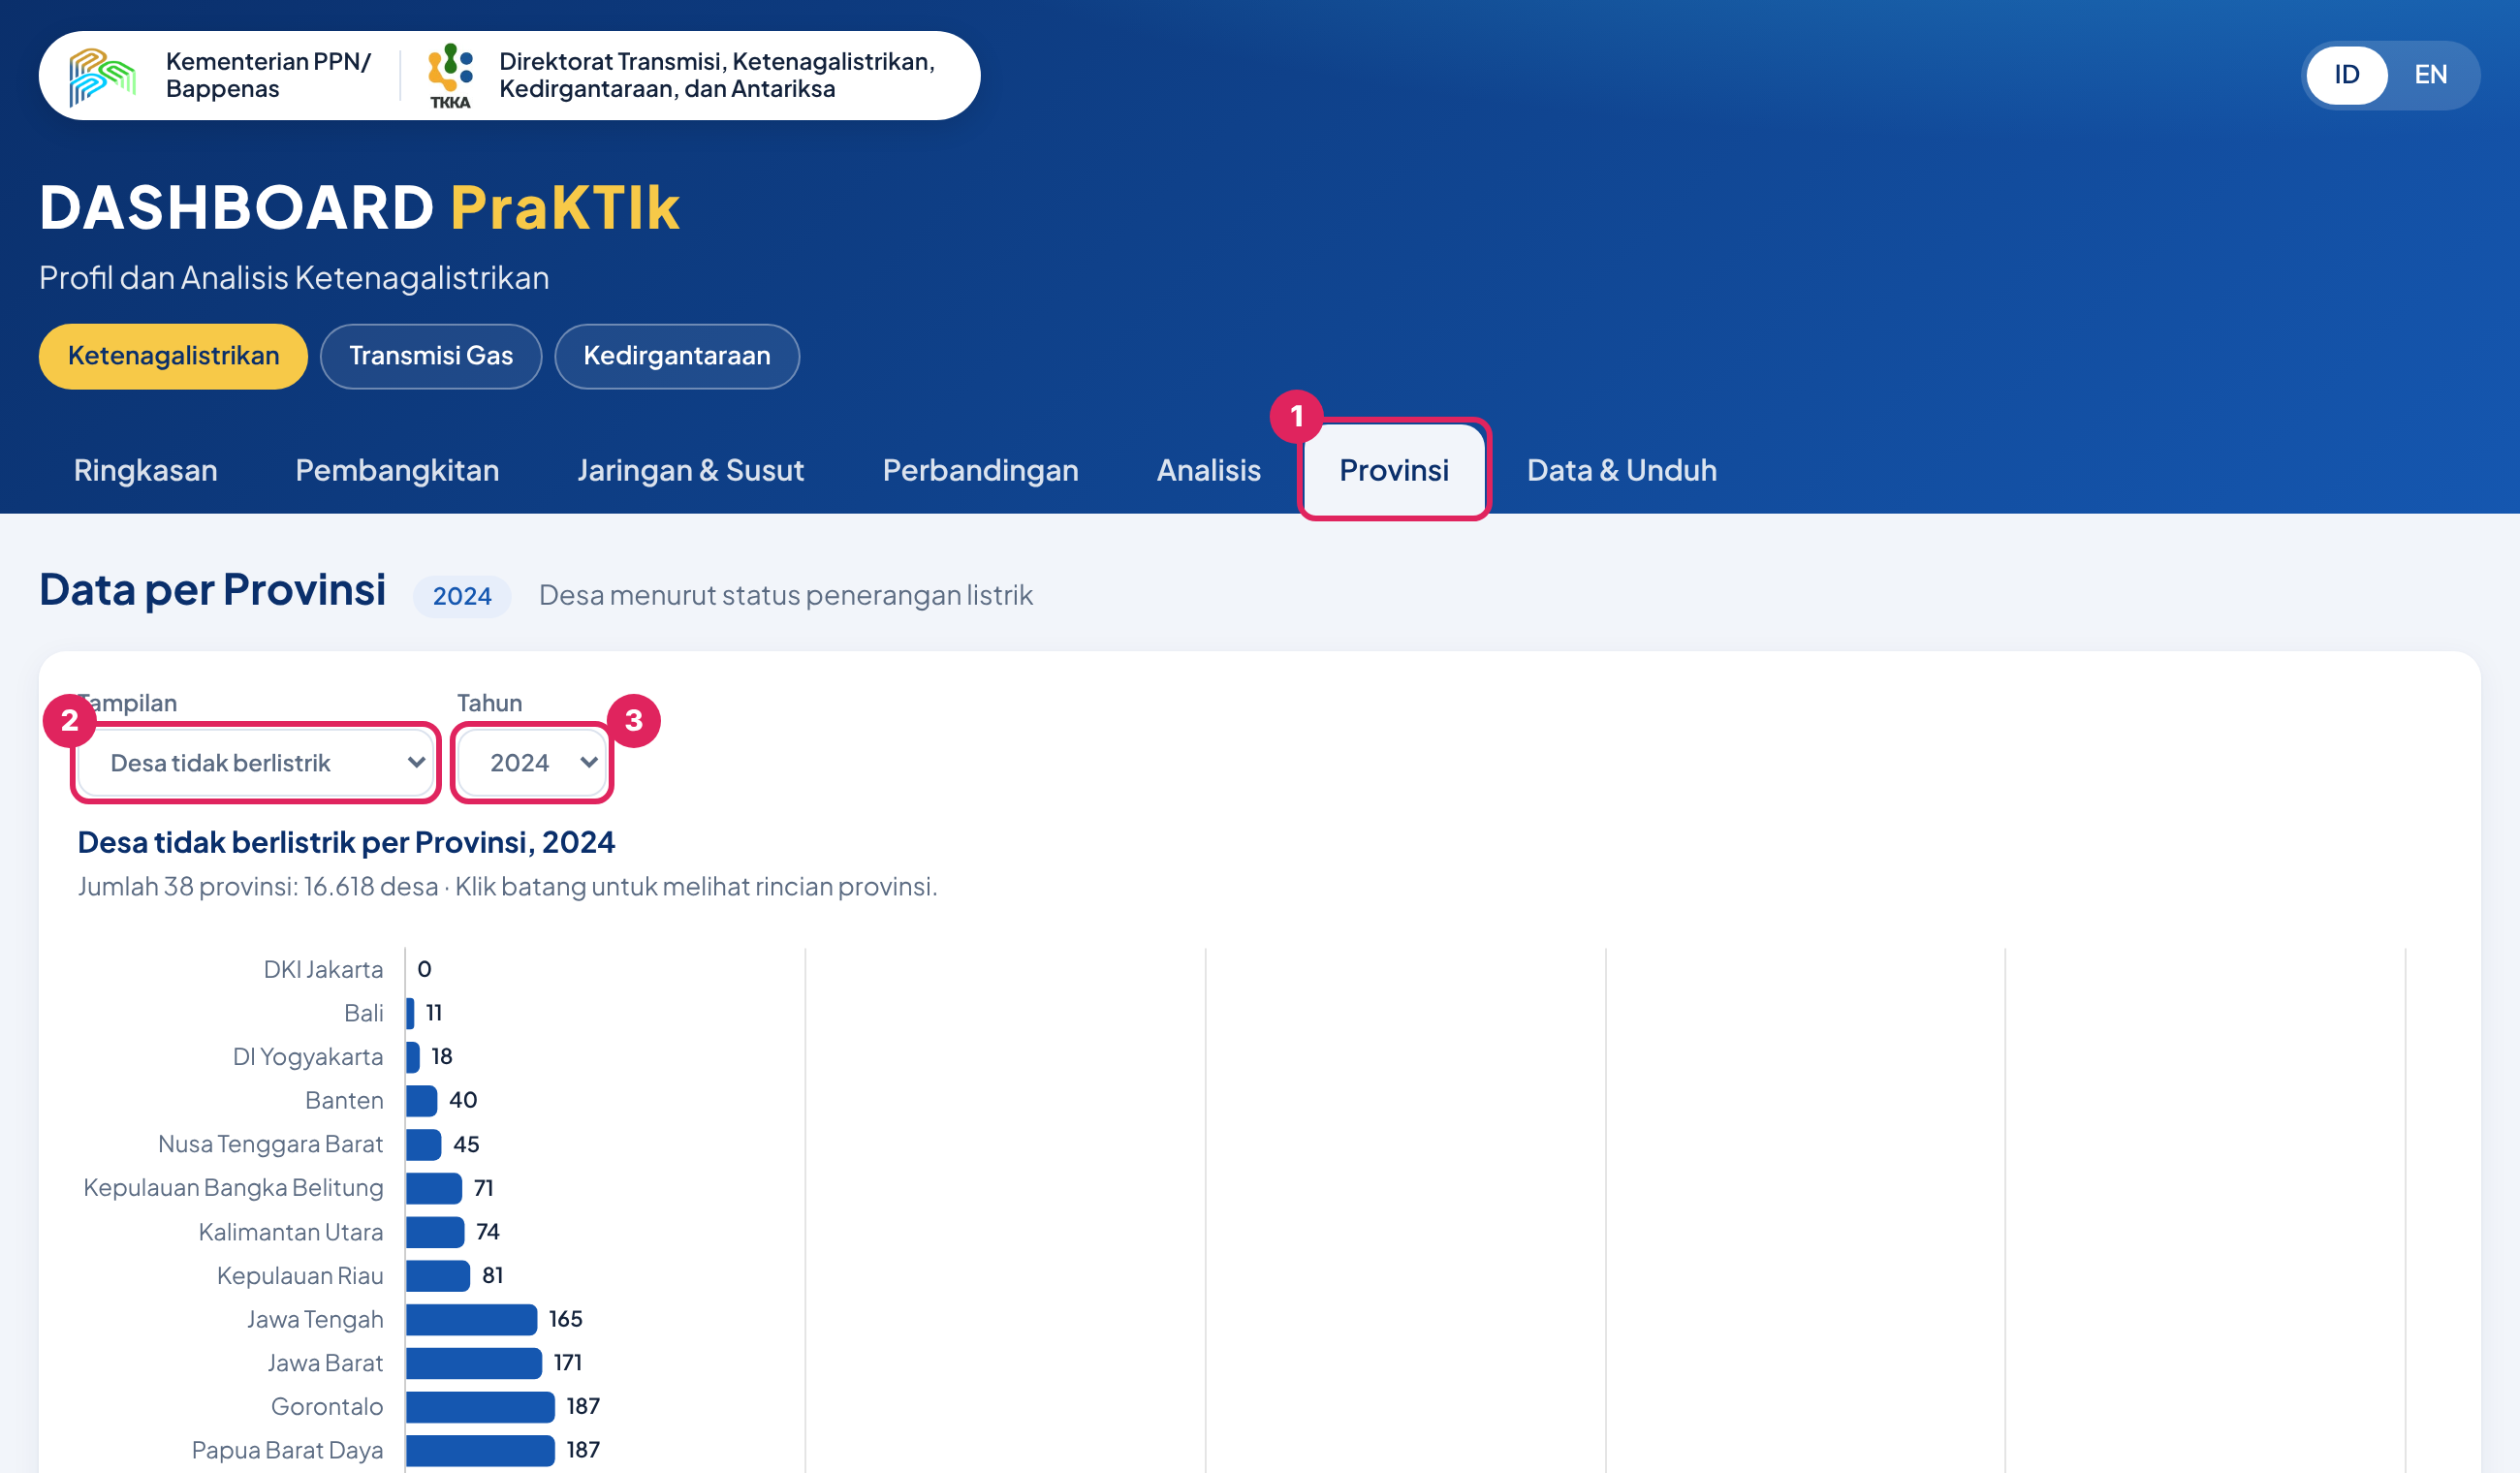 Kementerian PPN/
Bappenas
TKKA
Direktorat Transmisi, Ketenagalistrikan,
Kedirgantaraan, dan Antariksa
ID
EN
DASHBOARD PraKTIk
Profil dan Analisis Ketenagalistrikan
Ketenagalistrikan
Transmisi Gas
Kedirgantaraan
Ringkasan
Pembangkitan
Jaringan & Susut
Perbandingan
Analisis
1
Provinsi
Data & Unduh
Data per Provinsi
2024
Desa menurut status penerangan listrik
Tampilan
Tahun
2
Desa tidak berlistrik
2024
3
Desa tidak berlistrik per Provinsi, 2024
Jumlah 38 provinsi: 16.618 desa · Klik batang untuk melihat rincian provinsi.
DKI Jakarta 0
Bali 11
DI Yogyakarta 18
Banten 40
Nusa Tenggara Barat 45
Kepulauan Bangka Belitung 71
Kalimantan Utara 74
Kepulauan Riau 81
Jawa Tengah 165
Jawa Barat 171
Gorontalo 187
Papua Barat Daya 187